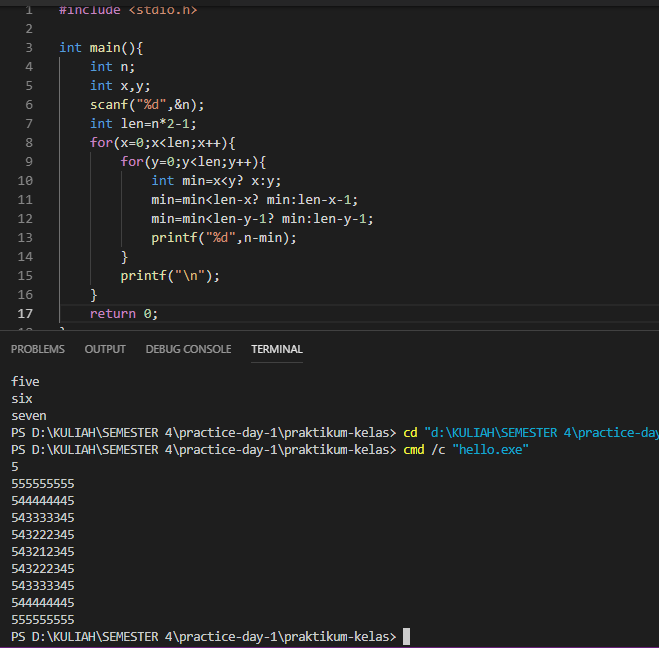 1 #include <stdio.h>
2
3 int main(){
4 int n;
5 int x,y;
6 scanf("%d",&n);
7 int len=n*2-1;
8 for(x=0;x<len;x++){
9 for(y=0;y<len;y++){
10 int min=x<y? x:y;
11 min=min<len-x? min:len-x-1;
12 min=min<len-y-1? min:len-y-1;
13 printf("%d",n-min);
14 }
15 printf("\n");
16 }
17 return 0;
18 }
PROBLEMS OUTPUT DEBUG CONSOLE TERMINAL
five
six
seven
PS D:\KULIAH\SEMESTER 4\practice-day-1\praktikum-kelas> cd "d:\KULIAH\SEMESTER 4\practice-day
PS D:\KULIAH\SEMESTER 4\practice-day-1\praktikum-kelas> cmd /c "hello.exe"
5
555555555
544444445
543333345
543222345
543212345
543222345
543333345
544444445
555555555
PS D:\KULIAH\SEMESTER 4\practice-day-1\praktikum-kelas>